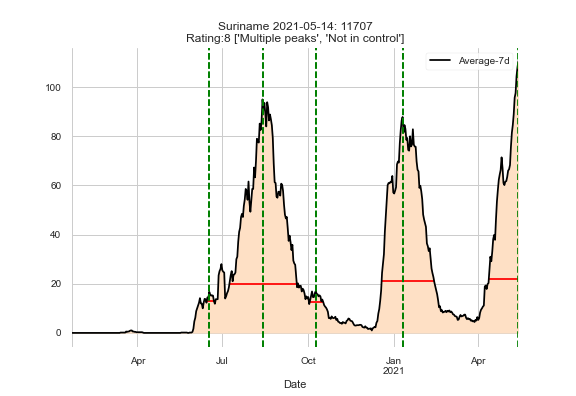 Suriname 2021-05-14: 11707
Rating:8 ['Multiple peaks', 'Not in control']
Average-7d
100
80
60
40
20
0
Apr
Jul
Oct
Jan
2021
Apr
Date